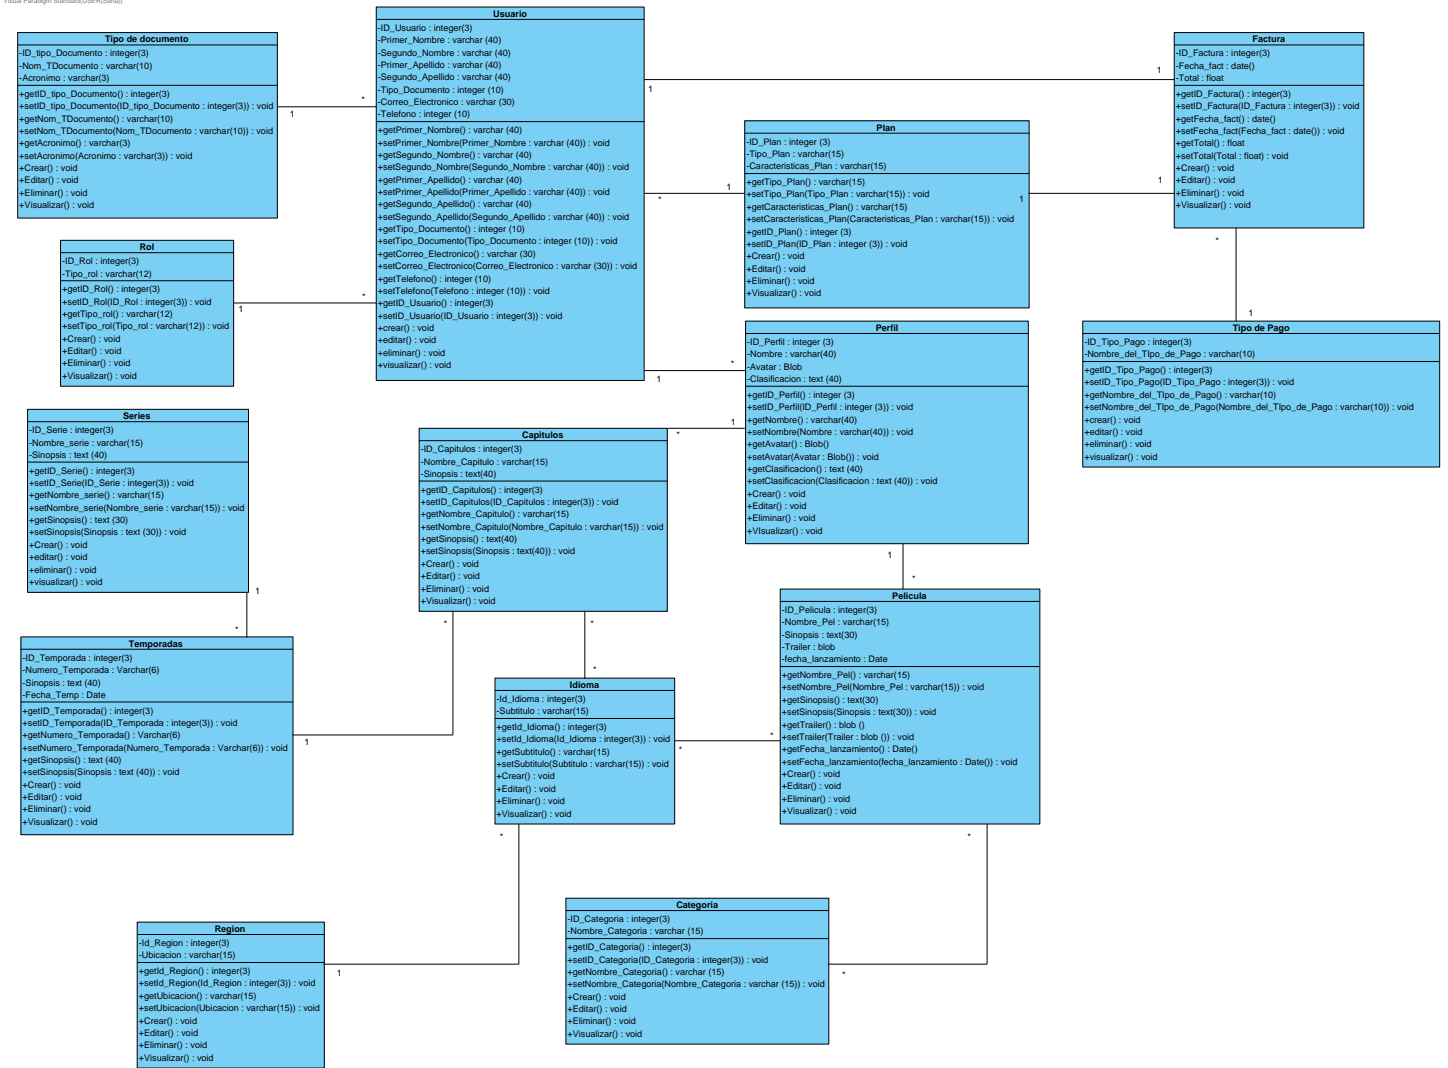 Visual Paradigm Standard(USER(Sena))
Tipo de documento
-ID_tipo_Documento : integer(3)
-Nom_TDocumento : varchar(10)
-Acronimo : varchar(3)
+getID_tipo_Documento() : integer(3)
+setID_tipo_Documento(ID_tipo_Documento : integer(3)) : void
+getNom_TDocumento() : varchar(10)
+setNom_TDocumento(Nom_TDocumento : varchar(10)) : void
+getAcronimo() : varchar(3)
+setAcronimo(Acronimo : varchar(3)) : void
+Crear() : void
+Editar() : void
+Eliminar() : void
+Visualizar() : void
1
*
Usuario
-ID_Usuario : integer(3)
-Primer_Nombre : varchar (40)
-Segundo_Nombre : varchar (40)
-Primer_Apellido : varchar (40)
-Segundo_Apellido : varchar (40)
-Tipo_Documento : integer (10)
-Correo_Electronico : varchar (30)
-Telefono : integer (10)
+getPrimer_Nombre() : varchar (40)
+setPrimer_Nombre(Primer_Nombre : varchar (40)) : void
+getSegundo_Nombre() : varchar (40)
+setSegundo_Nombre(Segundo_Nombre : varchar (40)) : void
+getPrimer_Apellido() : varchar (40)
+setPrimer_Apellido(Primer_Apellido : varchar (40)) : void
+getSegundo_Apellido() : varchar (40)
+setSegundo_Apellido(Segundo_Apellido : varchar (40)) : void
+getTipo_Documento() : integer (10)
+setTipo_Documento(Tipo_Documento : integer (10)) : void
+getCorreo_Electronico() : varchar (30)
+setCorreo_Electronico(Correo_Electronico : varchar (30)) : void
+getTelefono() : integer (10)
+setTelefono(Telefono : integer (10)) : void
+getID_Usuario() : integer(3)
+setID_Usuario(ID_Usuario : integer(3)) : void
+crear() : void
+editar() : void
+eliminar() : void
+visualizar() : void
1
1
Factura
-ID_Factura : integer(3)
-Fecha_fact : date()
-Total : float
+getID_Factura() : integer(3)
+setID_Factura(ID_Factura : integer(3)) : void
+getFecha_fact() : date()
+setFecha_fact(Fecha_fact : date()) : void
+getTotal() : float
+setTotal(Total : float) : void
+Crear() : void
+Editar() : void
+Eliminar() : void
+Visualizar() : void
*
1
Plan
-ID_Plan : integer (3)
-Tipo_Plan : varchar(15)
-Caracteristicas_Plan : varchar(15)
+getTipo_Plan() : varchar(15)
+setTipo_Plan(Tipo_Plan : varchar(15)) : void
+getCaracteristicas_Plan() : varchar(15)
+setCaracteristicas_Plan(Caracteristicas_Plan : varchar(15)) : void
+getID_Plan() : integer (3)
+setID_Plan(ID_Plan : integer (3)) : void
+Crear() : void
+Editar() : void
+Eliminar() : void
+Visualizar() : void
1
1
Rol
-ID_Rol : integer(3)
-Tipo_rol : varchar(12)
+getID_Rol() : integer(3)
+setID_Rol(ID_Rol : integer(3)) : void
+getTipo_rol() : varchar(12)
+setTipo_rol(Tipo_rol : varchar(12)) : void
+Crear() : void
+Editar() : void
+Eliminar() : void
+Visualizar() : void
1
*
Perfil
-ID_Perfil : integer (3)
-Nombre : varchar(40)
-Avatar : Blob
-Clasificacion : text (40)
+getID_Perfil() : integer (3)
+setID_Perfil(ID_Perfil : integer (3)) : void
+getNombre() : varchar(40)
+setNombre(Nombre : varchar(40)) : void
+getAvatar() : Blob()
+setAvatar(Avatar : Blob()) : void
+getClasificacion() : text (40)
+setClasificacion(Clasificacion : text (40)) : void
+Crear() : void
+Editar() : void
+Eliminar() : void
+VIsualizar() : void
1
*
*
1
Tipo de Pago
-ID_Tipo_Pago : integer(3)
-Nombre_del_TIpo_de_Pago : varchar(10)
+getID_Tipo_Pago() : integer(3)
+setID_Tipo_Pago(ID_Tipo_Pago : integer(3)) : void
+getNombre_del_TIpo_de_Pago() : varchar(10)
+setNombre_del_TIpo_de_Pago(Nombre_del_TIpo_de_Pago : varchar(10)) : void
+crear() : void
+editar() : void
+eliminar() : void
+visualizar() : void
Series
-ID_Serie : integer(3)
-Nombre_serie : varchar(15)
-Sinopsis : text (40)
+getID_Serie() : integer(3)
+setID_Serie(ID_Serie : integer(3)) : void
+getNombre_serie() : varchar(15)
+setNombre_serie(Nombre_serie : varchar(15)) : void
+getSinopsis() : text (30)
+setSinopsis(Sinopsis : text (30)) : void
+Crear() : void
+editar() : void
+eliminar() : void
+visualizar() : void
1
*
Capitulos
-ID_Capitulos : integer(3)
-Nombre_Capitulo : varchar(15)
-Sinopsis : text(40)
+getID_Capitulos() : integer(3)
+setID_Capitulos(ID_Capitulos : integer(3)) : void
+getNombre_Capitulo() : varchar(15)
+setNombre_Capitulo(Nombre_Capitulo : varchar(15)) : void
+getSinopsis() : text(40)
+setSinopsis(Sinopsis : text(40)) : void
+Crear() : void
+Editar() : void
+Eliminar() : void
+Visualizar() : void
1
*
1
*
Pelicula
-ID_Pelicula : integer(3)
-Nombre_Pel : varchar(15)
-Sinopsis : text(30)
-Trailer : blob
-fecha_lanzamiento : Date
+getNombre_Pel() : varchar(15)
+setNombre_Pel(Nombre_Pel : varchar(15)) : void
+getSinopsis() : text(30)
+setSinopsis(Sinopsis : text(30)) : void
+getTrailer() : blob ()
+setTrailer(Trailer : blob ()) : void
+getFecha_lanzamiento() : Date()
+setFecha_lanzamiento(fecha_lanzamiento : Date()) : void
+Crear() : void
+Editar() : void
+Eliminar() : void
+Visualizar() : void
Temporadas
-ID_Temporada : integer(3)
-Numero_Temporada : Varchar(6)
-Sinopsis : text (40)
-Fecha_Temp : Date
+getID_Temporada() : integer(3)
+setID_Temporada(ID_Temporada : integer(3)) : void
+getNumero_Temporada() : Varchar(6)
+setNumero_Temporada(Numero_Temporada : Varchar(6)) : void
+getSinopsis() : text (40)
+setSinopsis(Sinopsis : text (40)) : void
+Crear() : void
+Editar() : void
+Eliminar() : void
+Visualizar() : void
1
*
*
*
Idioma
-Id_Idioma : integer(3)
-Subtitulo : varchar(15)
+getId_Idioma() : integer(3)
+setId_Idioma(Id_Idioma : integer(3)) : void
+getSubtitulo() : varchar(15)
+setSubtitulo(Subtitulo : varchar(15)) : void
+Crear() : void
+Editar() : void
+Eliminar() : void
+Visualizar() : void
*
*
*
*
Region
-Id_Region : integer(3)
-Ubicacion : varchar(15)
+getId_Region() : integer(3)
+setId_Region(Id_Region : integer(3)) : void
+getUbicacion() : varchar(15)
+setUbicacion(Ubicacion : varchar(15)) : void
+Crear() : void
+Editar() : void
+Eliminar() : void
+Visualizar() : void
1
Categoria
-ID_Categoria : integer(3)
-Nombre_Categoria : varchar (15)
+getID_Categoria() : integer(3)
+setID_Categoria(ID_Categoria : integer(3)) : void
+getNombre_Categoria() : varchar (15)
+setNombre_Categoria(Nombre_Categoria : varchar (15)) : void
+Crear() : void
+Editar() : void
+Eliminar() : void
+Visualizar() : void
*